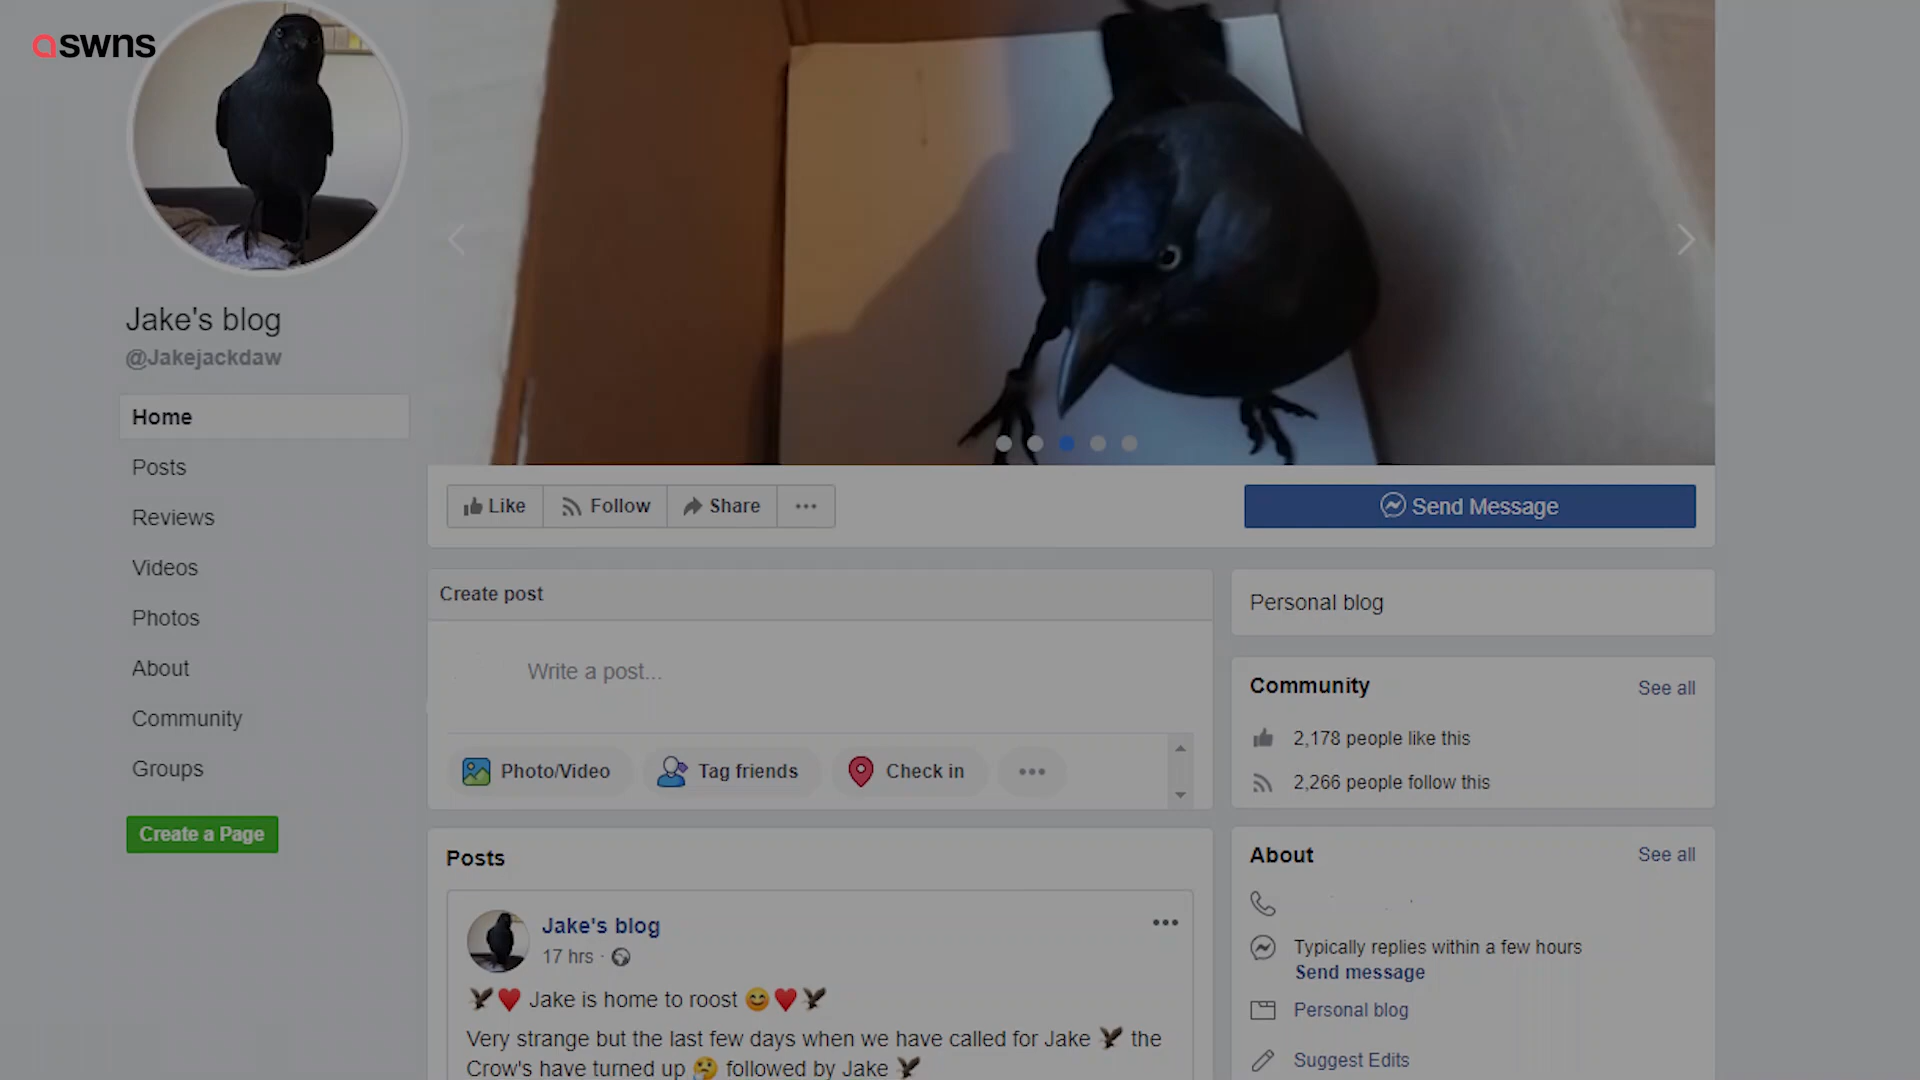 swns
Jake's blog
@Jakejackdaw
Home
Posts
Reviews
Videos
Photos
About
Community
Groups
Create a Page
Like
Follow
Share
Send Message
Create post
Write a post...
Photo/Video
Tag friends
Check in
Posts
Jake's blog
17 hrs ·
🦅❤️ Jake is home to roost 😊❤️🦅
Very strange but the last few days when we have called for Jake 🦅 the
Crow's have turned up 🤔 followed by Jake 🦅
Personal blog
Community
See all
2,178 people like this
2,266 people follow this
About
See all
Typically replies within a few hours
Send message
Personal blog
Suggest Edits